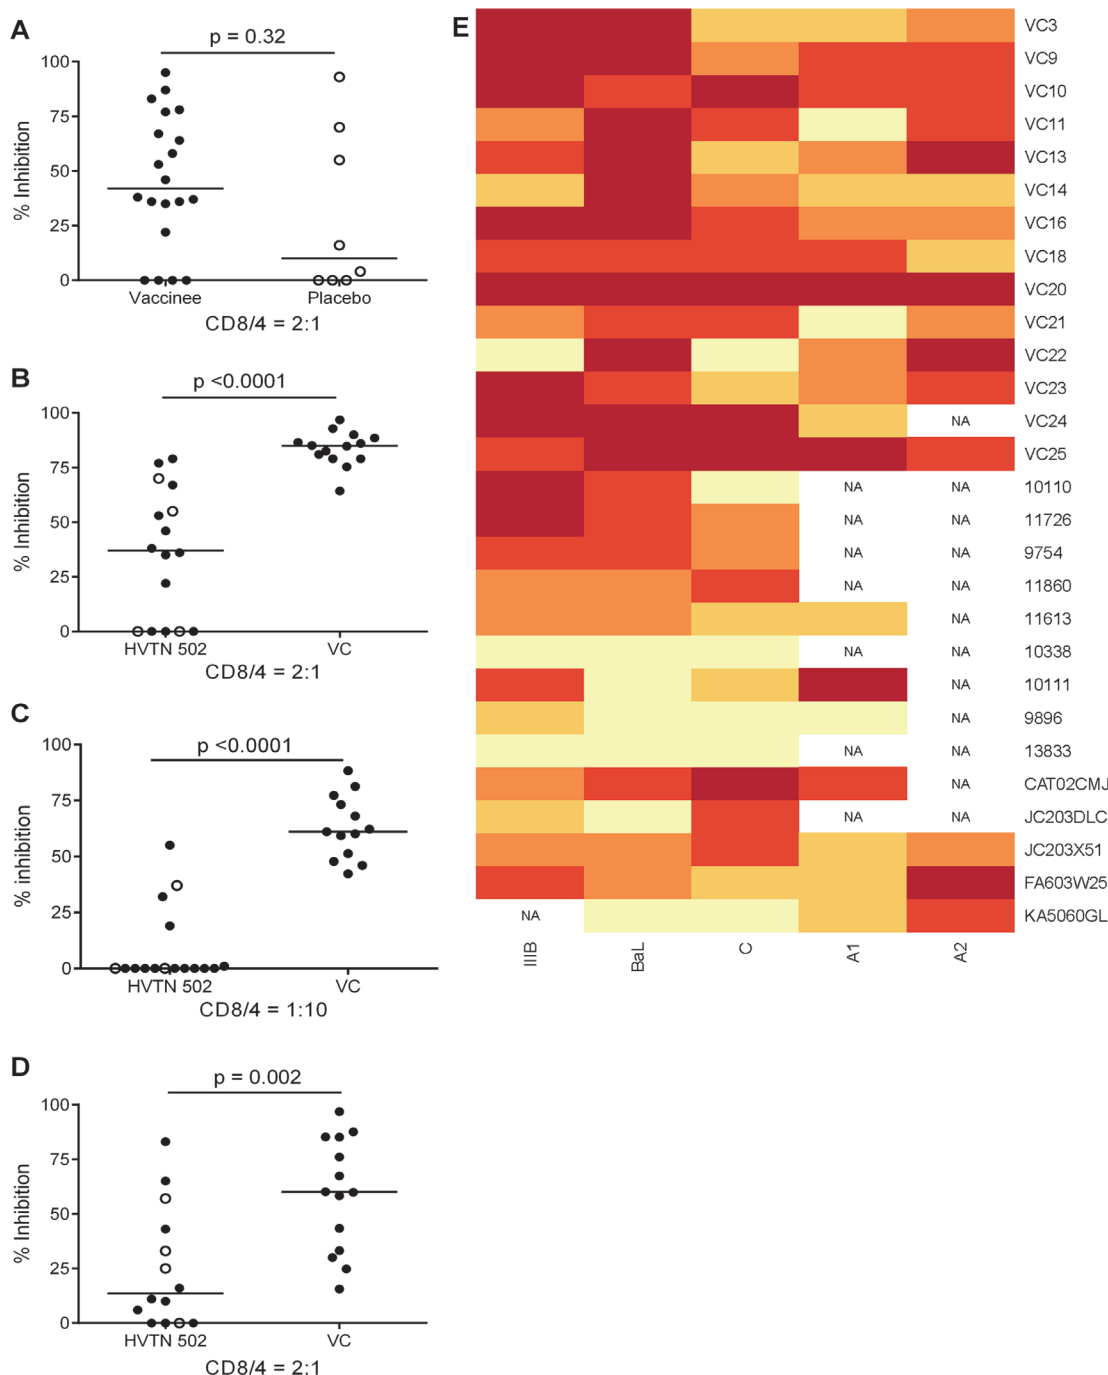 A
p = 0.32
100
75
50
25
0
% Inhibition
Vaccinee
Placebo
CD8/4 = 2:1
B
p <0.0001
100
75
50
25
0
% Inhibition
HVTN 502
VC
CD8/4 = 2:1
C
p <0.0001
100
75
50
25
0
% inhibition
HVTN 502
VC
CD8/4 = 1:10
D
p = 0.002
100
75
50
25
0
% Inhibition
HVTN 502
VC
CD8/4 = 2:1
E
VC3
VC9
VC10
VC11
VC13
VC14
VC16
VC18
VC20
VC21
VC22
VC23
NA VC24
VC25
NA NA 10110
NA NA 11726
NA NA 9754
NA NA 11860
NA 11613
NA NA 10338
NA 10111
NA 9896
NA NA 13833
NA CAT02CMJ
NA NA JC203DLC
JC203X51
FA603W25
NA KA5060GL
IIIB
BaL
C
A1
A2